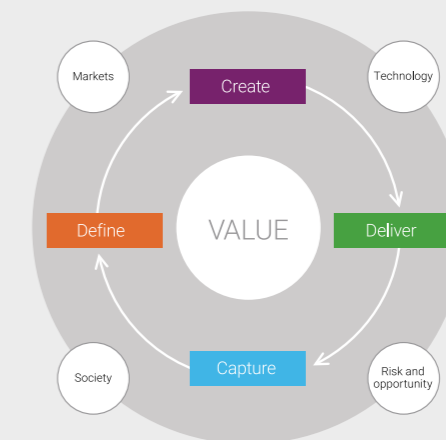 Markets
Technology
Create
Define
VALUE
Deliver
Capture
Society
Risk and
opportunity